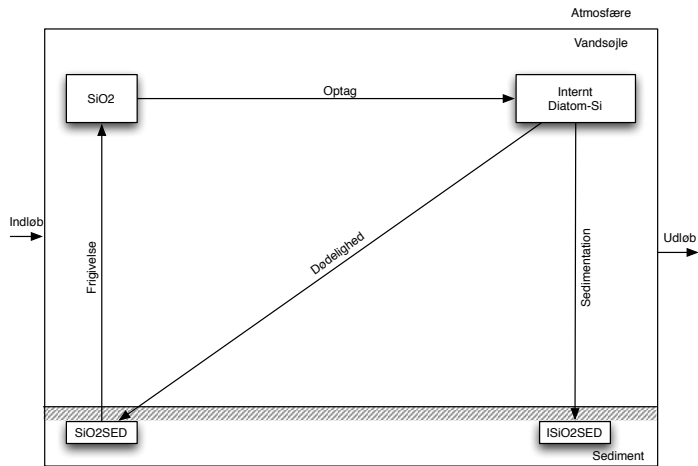 Atmosfære
Vandsøjle
SiO2
Optag
Internt
Diatom-Si
Indløb
Udløb
Frigivelse
Dødelighed
Sedimentation
SiO2SED
ISiO2SED
Sediment